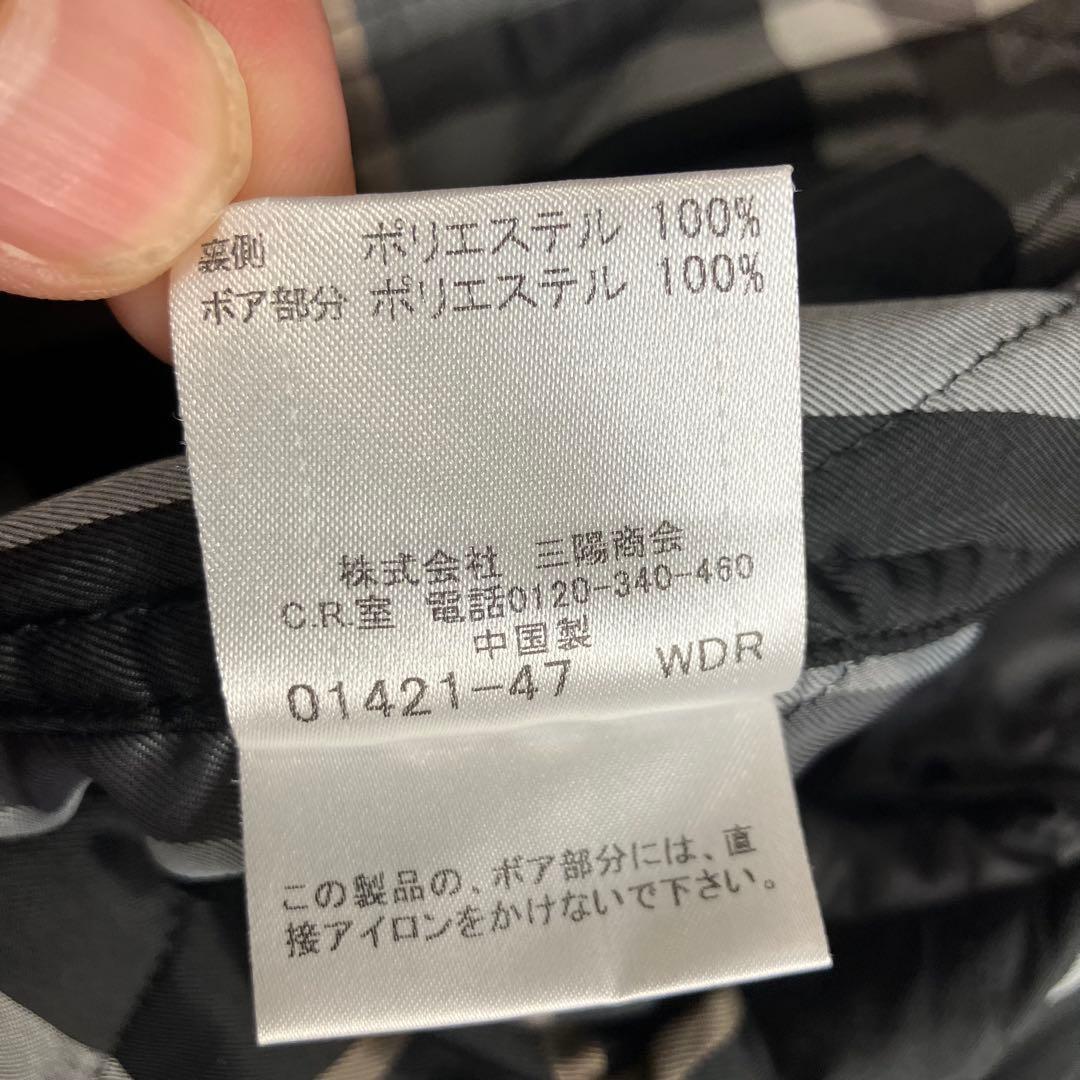 裏側 ポリエステル 100%
ボア部分 ポリエステル 100%
株式会社 三陽商会
C.R.室 電話0120-340-460
中国製
01421-47 WDR
この製品の、ボア部分には、直
接アイロンをかけないで下さい。